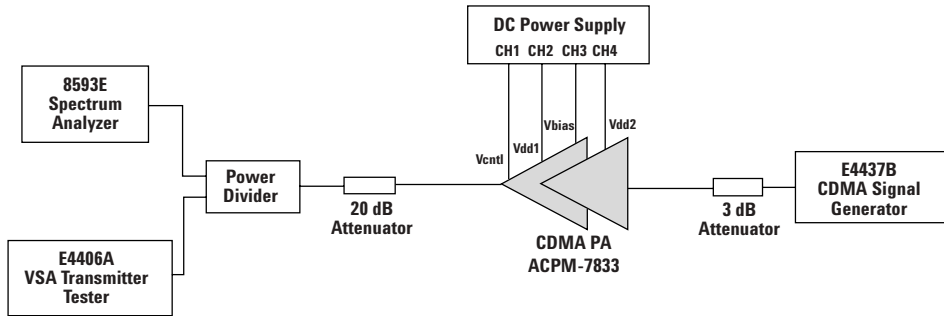 DC Power Supply
CH1 CH2 CH3 CH4
8593E
Spectrum
Analyzer
Vbias
Vdd2
Vdd1
Vcntl
Power
Divider
20 dB
Attenuator
3 dB
Attenuator
E4437B
CDMA Signal
Generator
CDMA PA
ACPM-7833
E4406A
VSA Transmitter
Tester